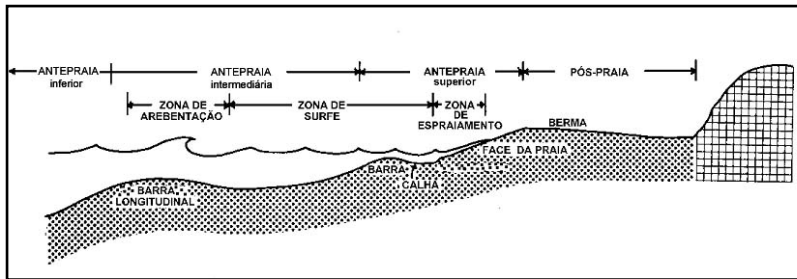 ANTEPRAIA
inferior
ANTEPRAIA
intermediária
ANTEPRAIA
superior
PÓS-PRAIA
ZONA DE
AREBENTAÇÃO
ZONA DE
SURFE
ZONA
DE
ESPRAIAMENTO
BERMA
FACE DA PRAIA
BARRA
CALHA
BARRA
LONGITUDINAL